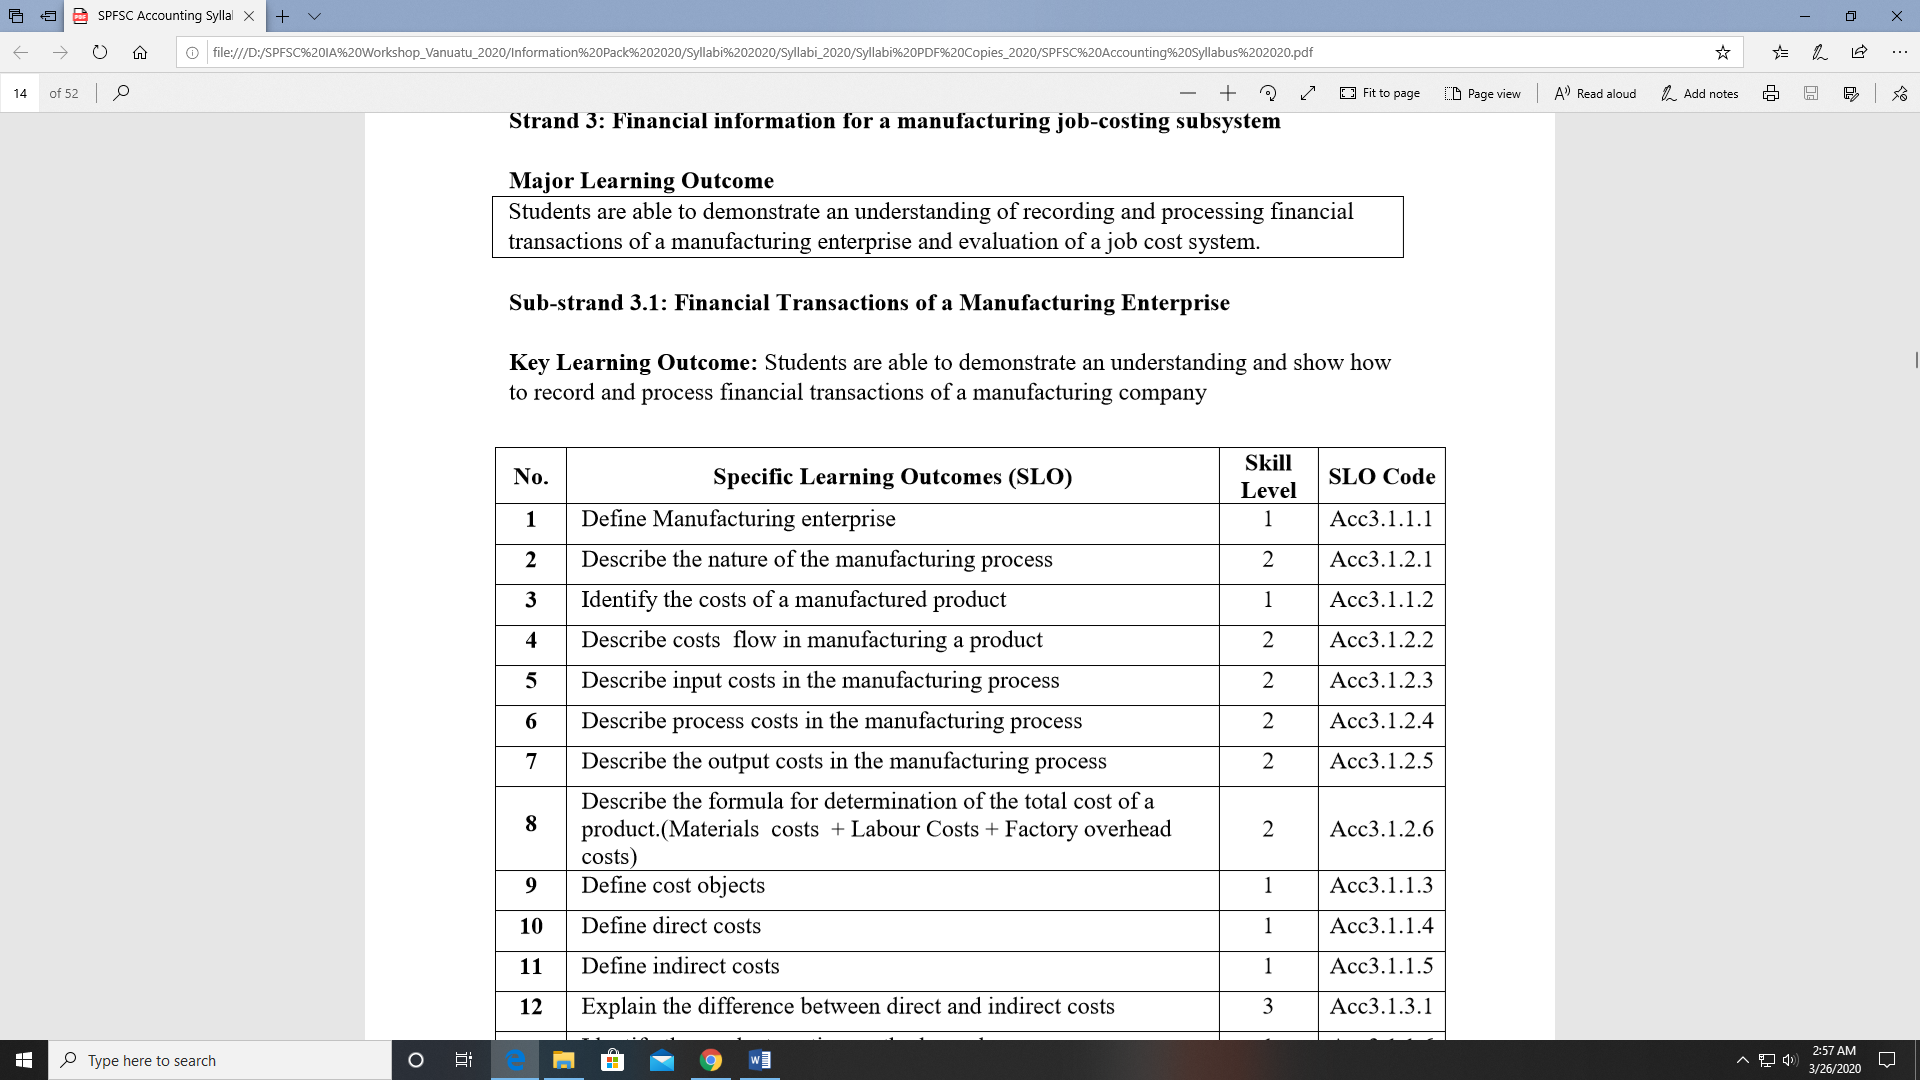 SPFSC Accounting Sylla
file:///D:/SPFSC%20IA%20Workshop_Vanuatu_2020/Information%20Pack%202020/Syllabi%202020/Syllabi_2020/Syllabi%20PDF%20Copies_2020/SPFSC%20Accounting%20Syllabus%202020.pdf
14 of 52 Fit to page Page view Read aloud Add notes
Strand 3: Financial information for a manufacturing job-costing subsystem
Major Learning Outcome
Students are able to demonstrate an understanding of recording and processing financial
transactions of a manufacturing enterprise and evaluation of a job cost system.
Sub-strand 3.1: Financial Transactions of a Manufacturing Enterprise
Key Learning Outcome: Students are able to demonstrate an understanding and show how
to record and process financial transactions of a manufacturing company
No. Specific Learning Outcomes (SLO) Skill Level SLO Code
1 Define Manufacturing enterprise 1 Acc3.1.1.1
2 Describe the nature of the manufacturing process 2 Acc3.1.2.1
3 Identify the costs of a manufactured product 1 Acc3.1.1.2
4 Describe costs  flow in manufacturing a product 2 Acc3.1.2.2
5 Describe input costs in the manufacturing process 2 Acc3.1.2.3
6 Describe process costs in the manufacturing process 2 Acc3.1.2.4
7 Describe the output costs in the manufacturing process 2 Acc3.1.2.5
Describe the formula for determination of the total cost of a
8 product.(Materials  costs  + Labour Costs + Factory overhead 2 Acc3.1.2.6
costs)
9 Define cost objects 1 Acc3.1.1.3
10 Define direct costs 1 Acc3.1.1.4
11 Define indirect costs 1 Acc3.1.1.5
12 Explain the difference between direct and indirect costs 3 Acc3.1.3.1
Type here to search
2:57 AM
3/26/2020